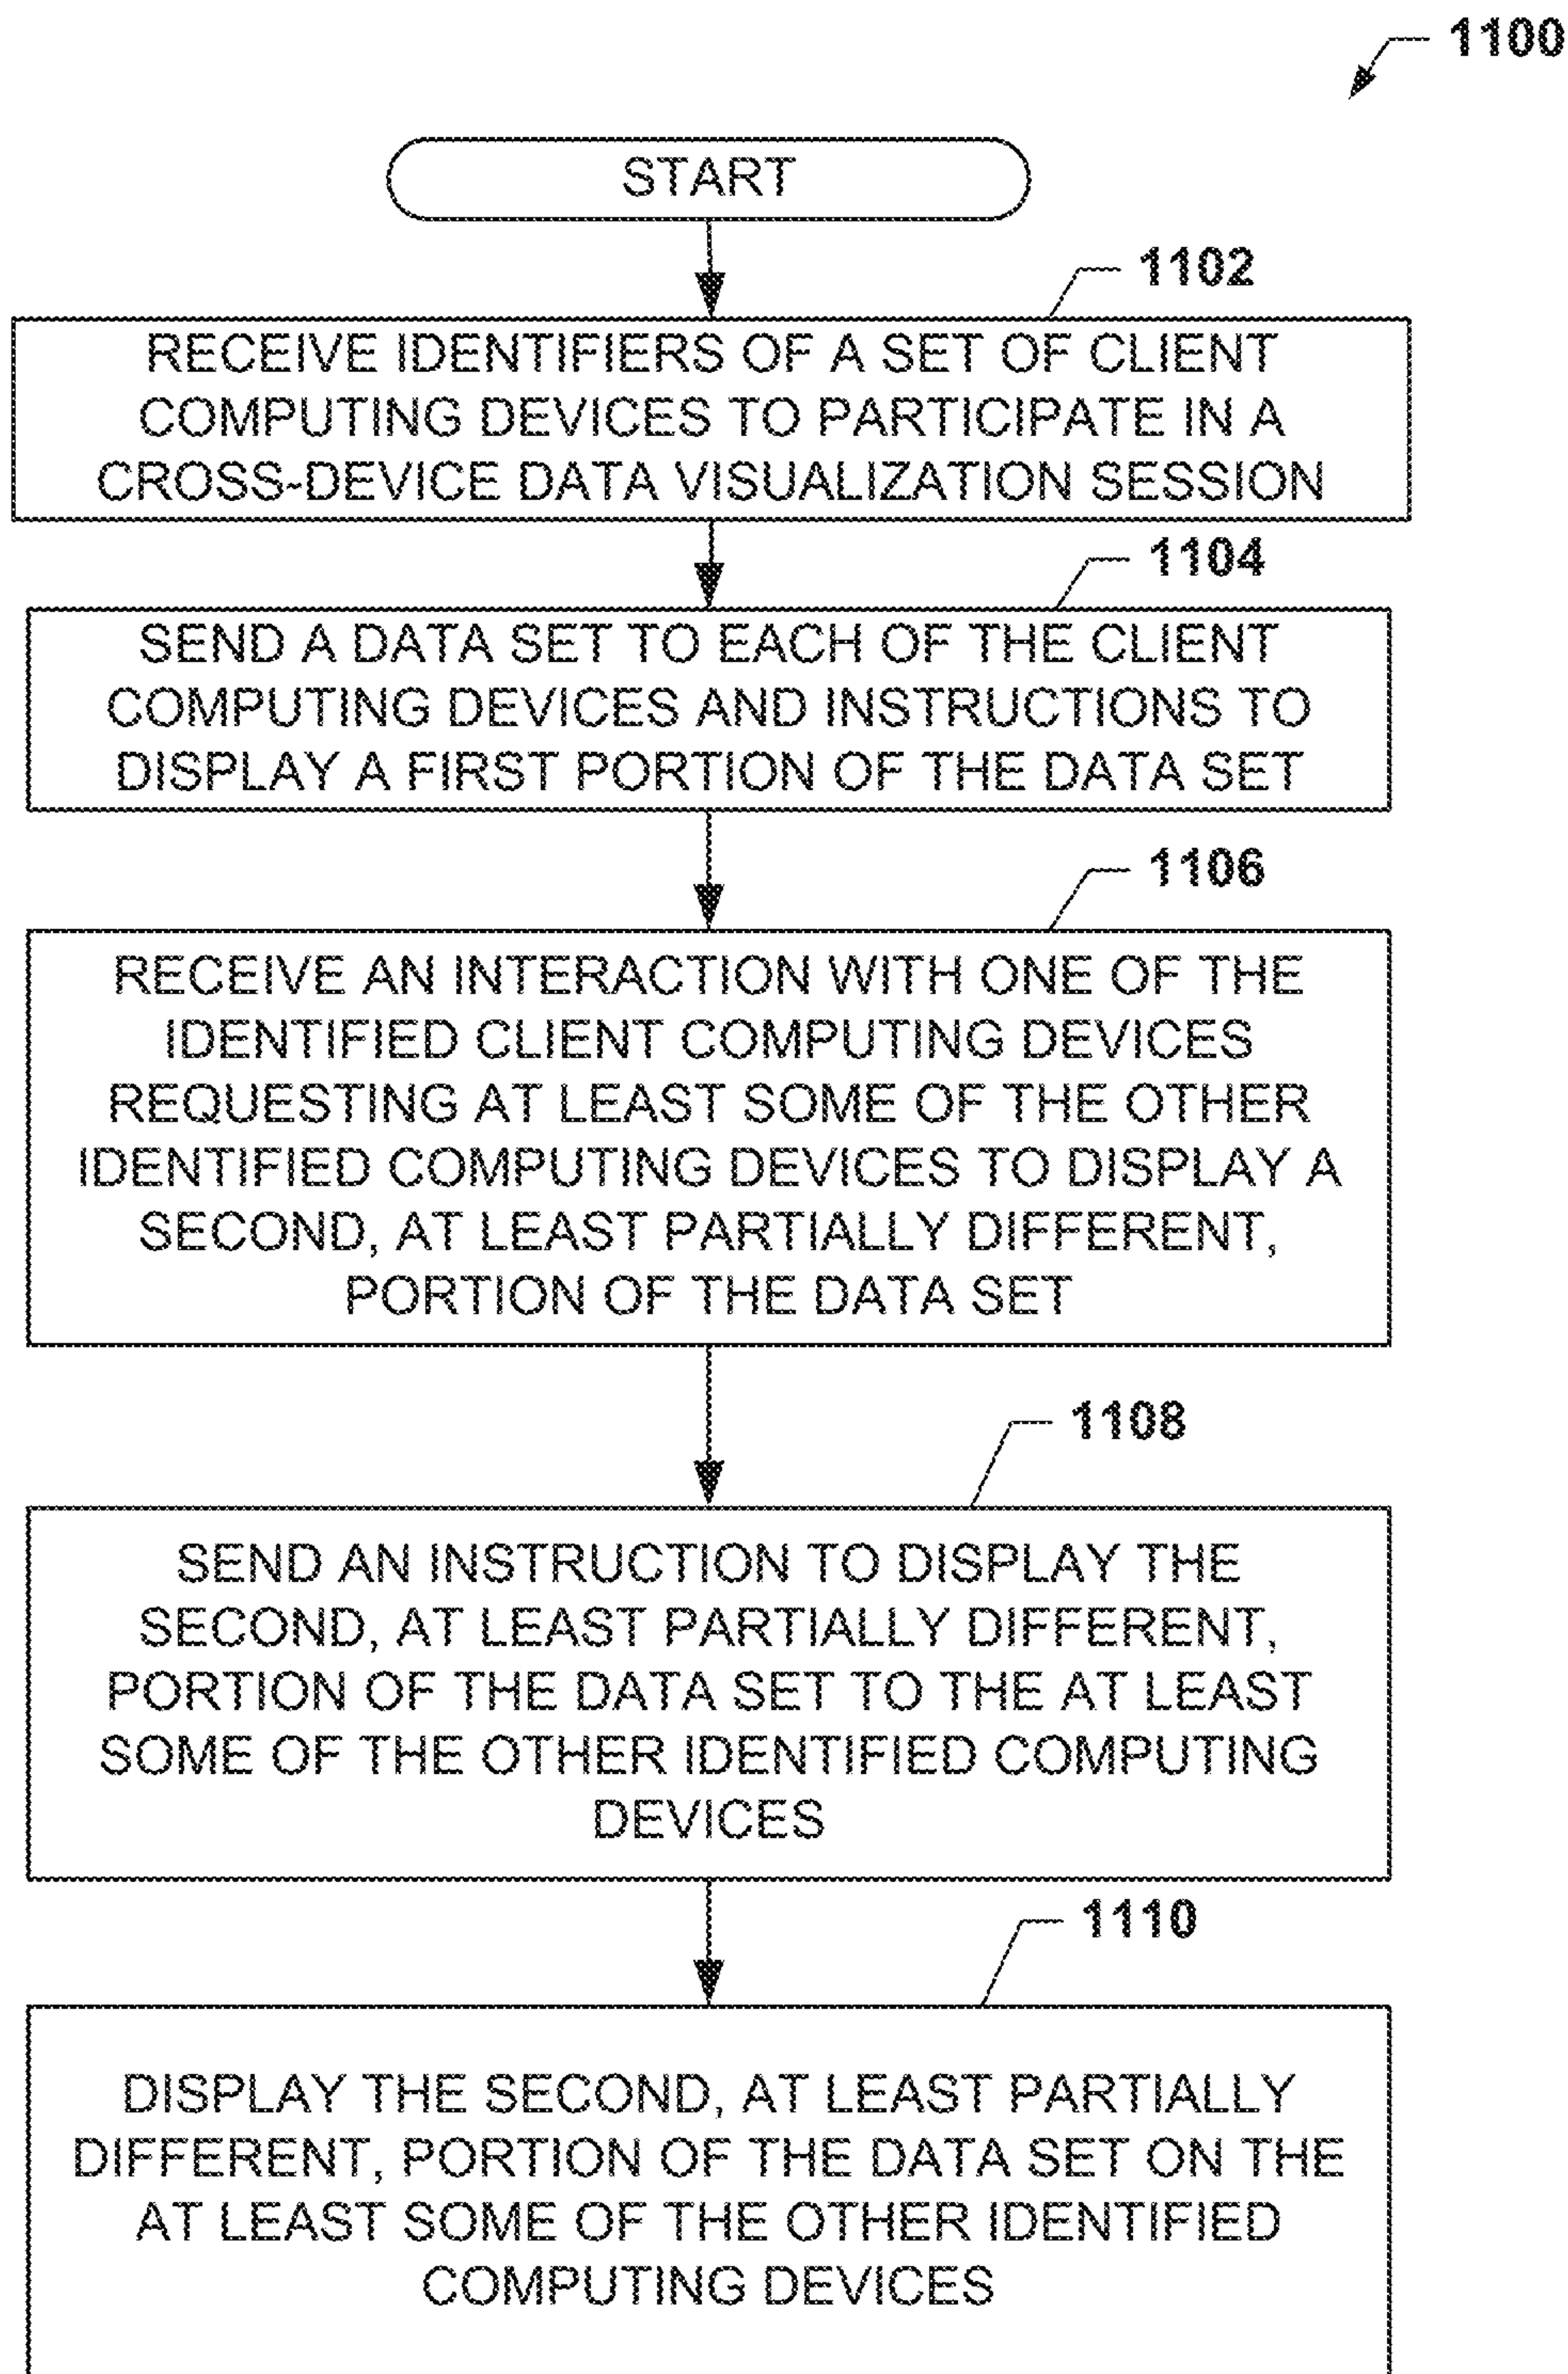 1100
START
1102
RECEIVE IDENTIFIERS OF A SET OF CLIENT
COMPUTING DEVICES TO PARTICIPATE IN A
CROSS-DEVICE DATA VISUALIZATION SESSION
1104
SEND A DATA SET TO EACH OF THE CLIENT
COMPUTING DEVICES AND INSTRUCTIONS TO
DISPLAY A FIRST PORTION OF THE DATA SET
1106
RECEIVE AN INTERACTION WITH ONE OF THE
IDENTIFIED CLIENT COMPUTING DEVICES
REQUESTING AT LEAST SOME OF THE OTHER
IDENTIFIED COMPUTING DEVICES TO DISPLAY A
SECOND, AT LEAST PARTIALLY DIFFERENT,
PORTION OF THE DATA SET
1108
SEND AN INSTRUCTION TO DISPLAY THE
SECOND, AT LEAST PARTIALLY DIFFERENT,
PORTION OF THE DATA SET TO THE AT LEAST
SOME OF THE OTHER IDENTIFIED COMPUTING
DEVICES
1110
DISPLAY THE SECOND, AT LEAST PARTIALLY
DIFFERENT, PORTION OF THE DATA SET ON THE
AT LEAST SOME OF THE OTHER IDENTIFIED
COMPUTING DEVICES